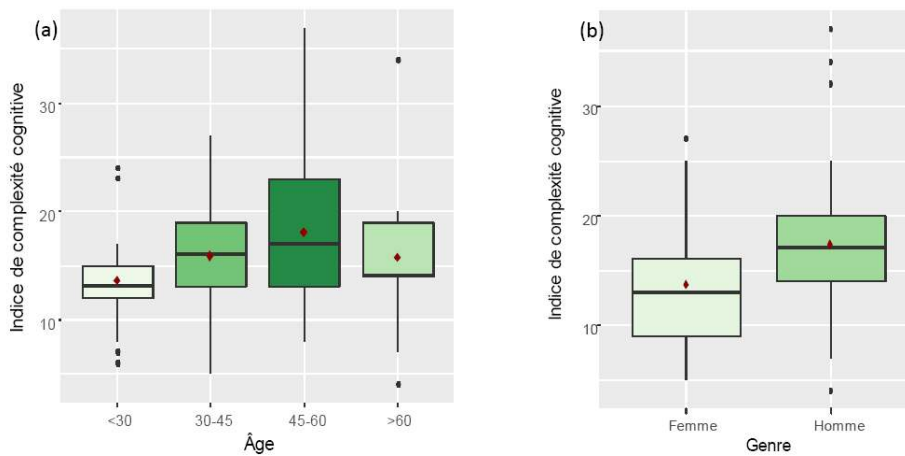 (a)
Indice de complexité cognitive
30
20
10
<30 30-45 45-60 >60
Âge
(b)
Indice de complexité cognitive
30
20
10
Femme Homme
Genre